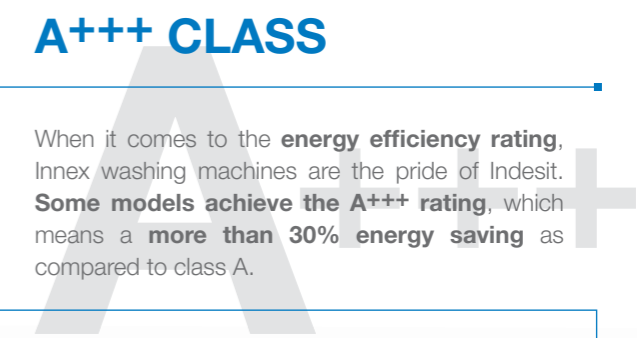 A+++ CLASS
When it comes to the energy efficiency rating,
Innex washing machines are the pride of Indesit.
Some models achieve the A+++ rating, which
means a more than 30% energy saving as
compared to class A.
A+++